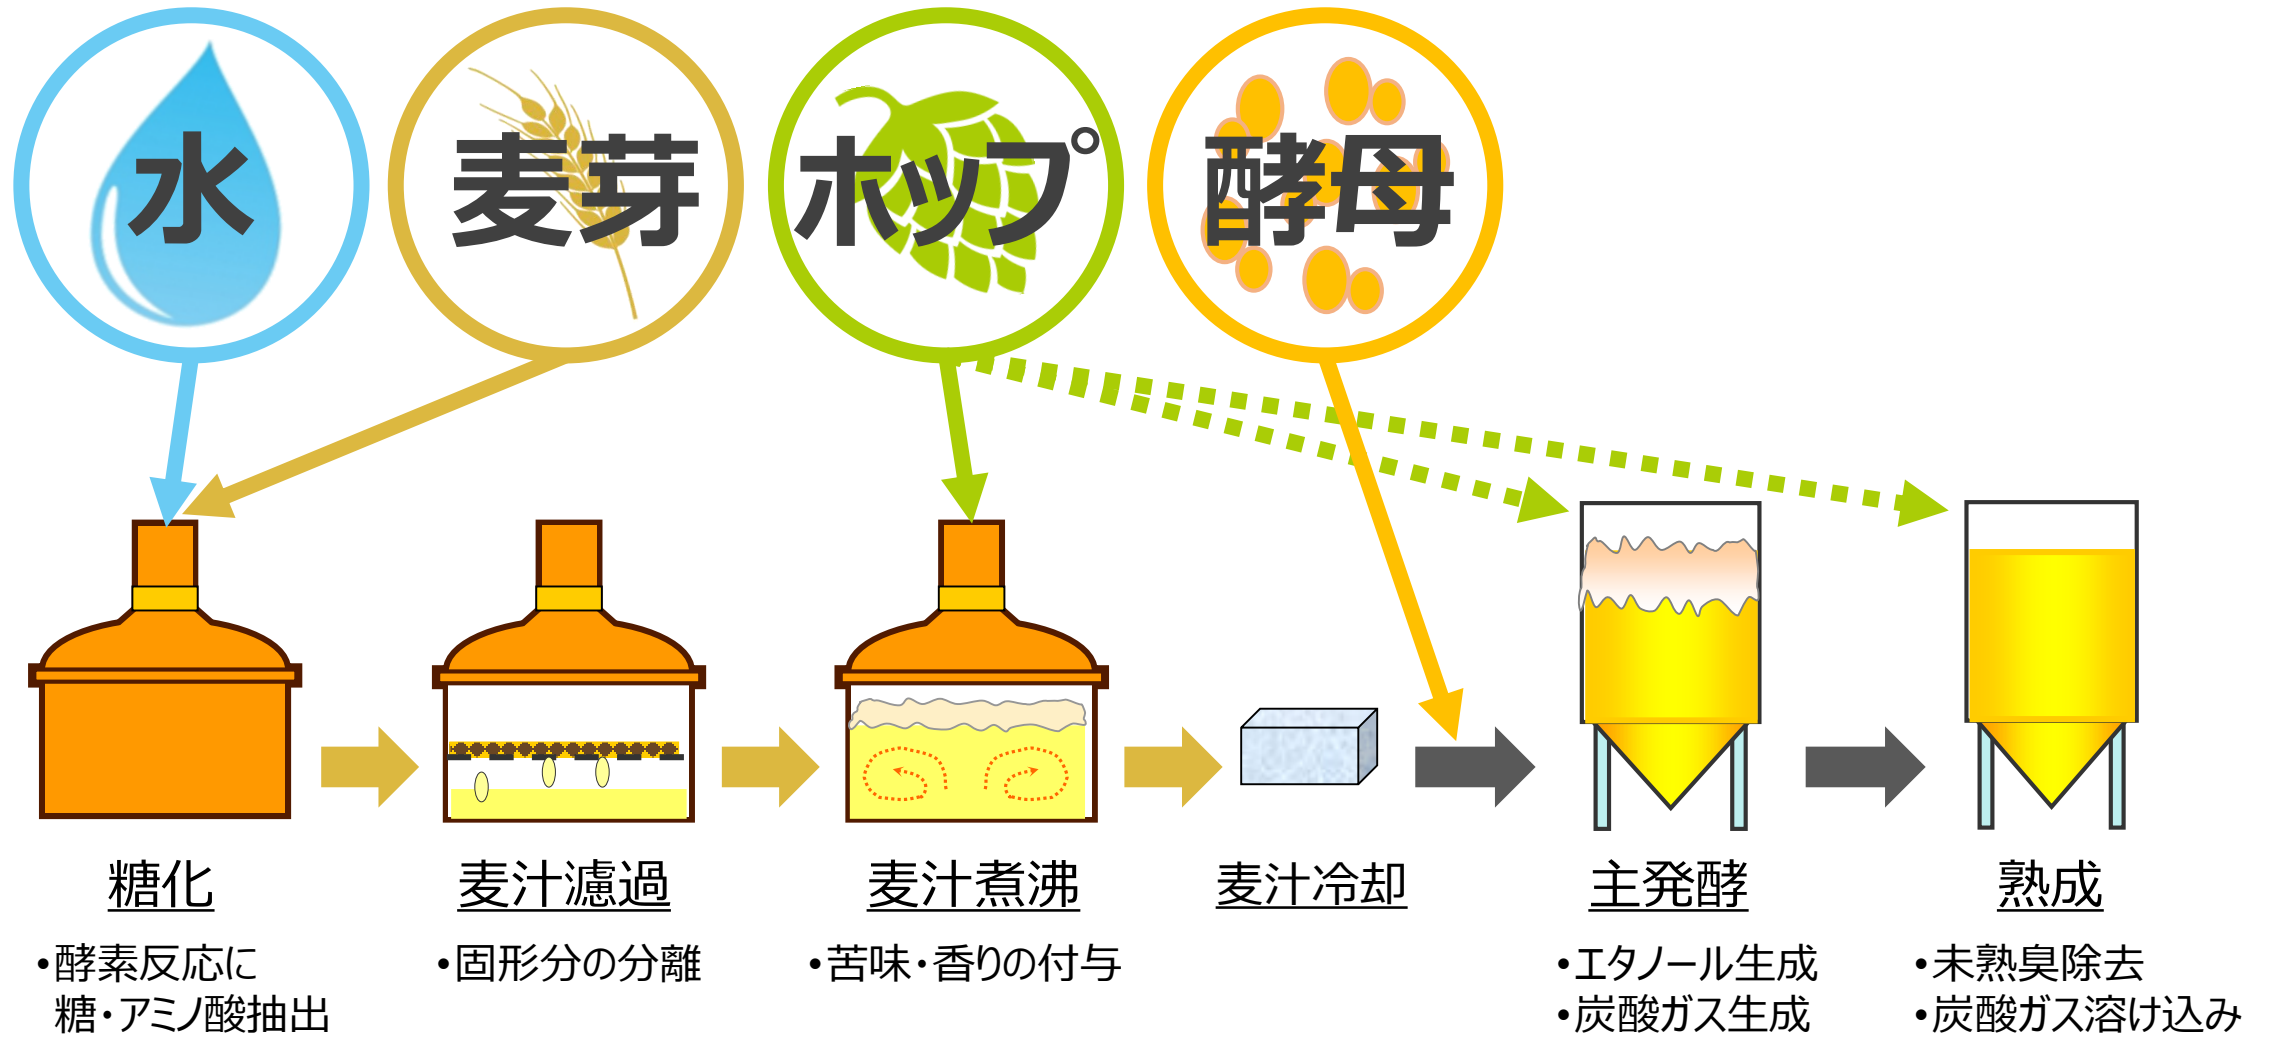 水
麦芽
ホップ
酵母
糖化
・酵素反応に
糖・アミノ酸抽出
麦汁濾過
・固形分の分離
麦汁煮沸
・苦味・香りの付与
麦汁冷却
主発酵
・エタノール生成
・炭酸ガス生成
熟成
・未熟臭除去
・炭酸ガス溶け込み